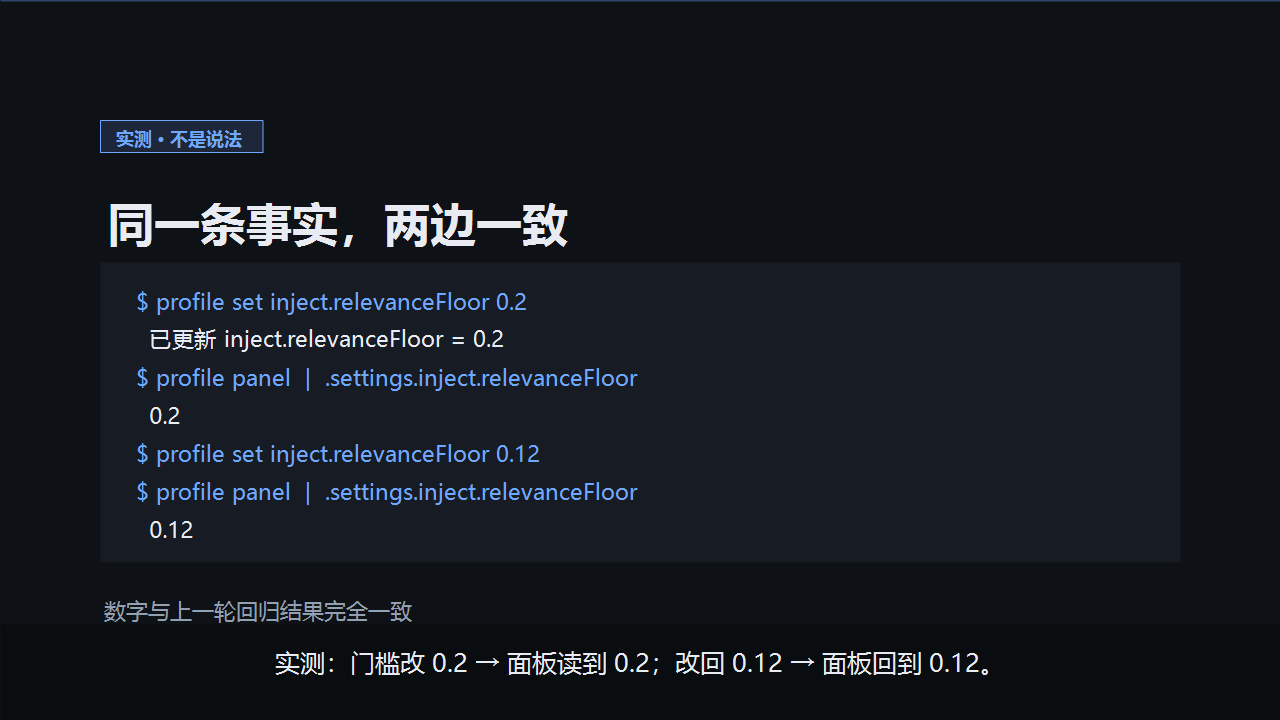 实测 · 不是说法
同一条事实，两边一致
$ profile set inject.relevanceFloor 0.2
已更新 inject.relevanceFloor = 0.2
$ profile panel | .settings.inject.relevanceFloor
0.2
$ profile set inject.relevanceFloor 0.12
$ profile panel | .settings.inject.relevanceFloor
0.12
数字与上一轮回归结果完全一致
实测：门槛改 0.2 → 面板读到 0.2；改回 0.12 → 面板回到 0.12。